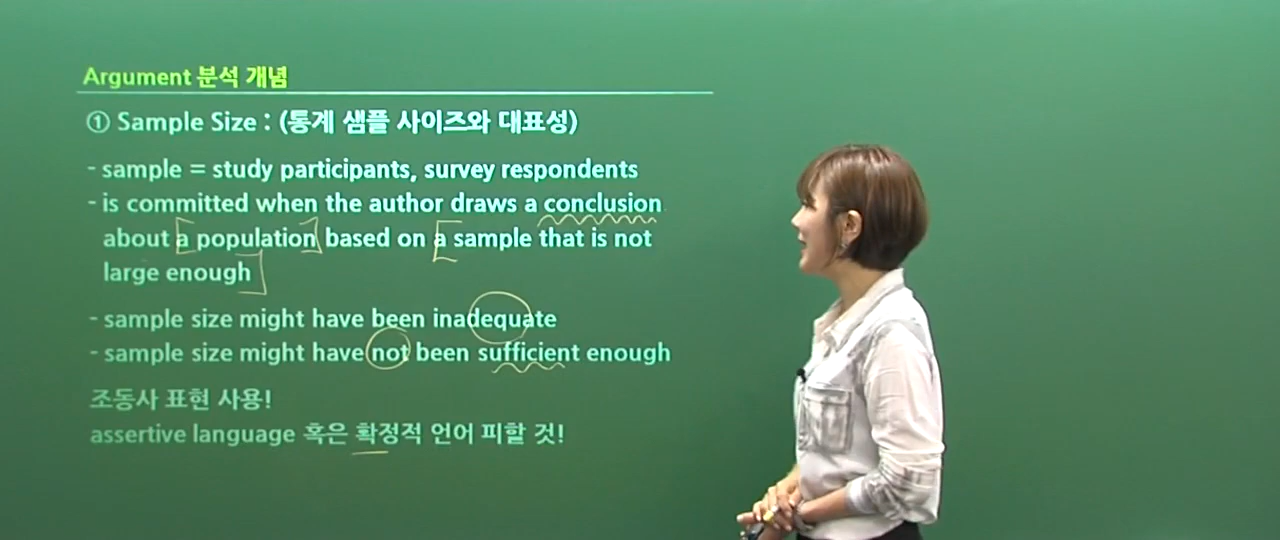 Argument 분석 개념
① Sample Size : (통계 샘플 사이즈와 대표성)
- sample = study participants, survey respondents
- is committed when the author draws a conclusion
about a population based on a sample that is not
large enough
- sample size might have been inadequate
- sample size might have not been sufficient enough
조동사 표현 사용!
assertive language 혹은 확정적 언어 피할 것!